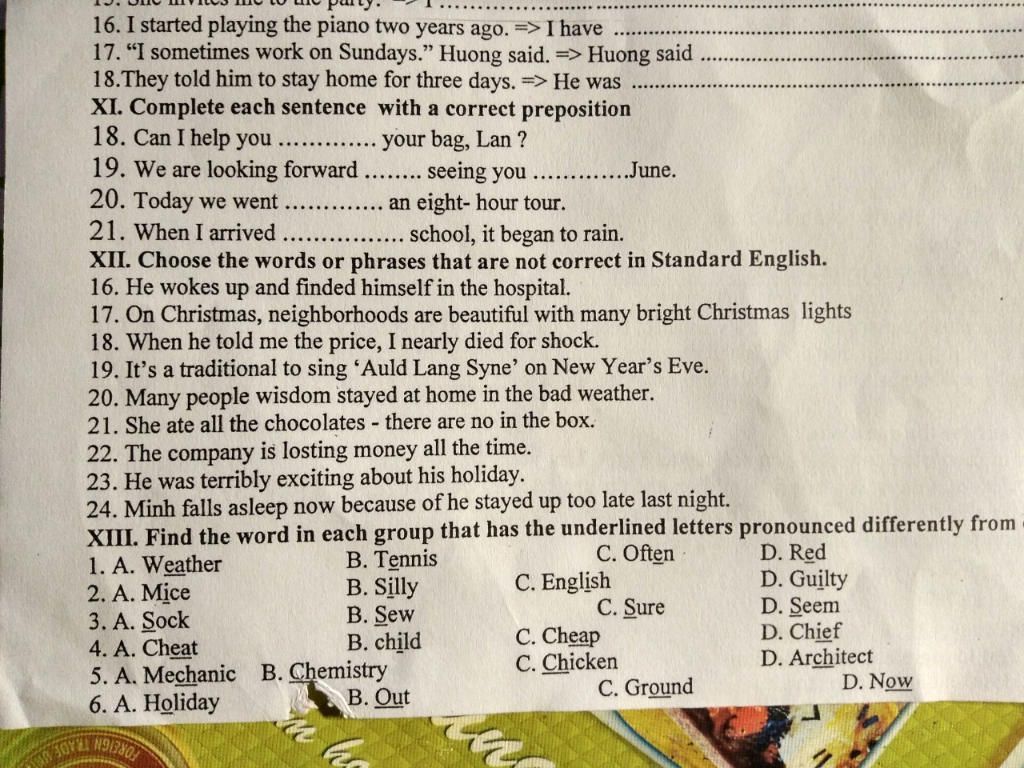 15. She invites me to the party. => I ................
16. I started playing the piano two years ago. => I have ................
17. “I sometimes work on Sundays.” Huong said. => Huong said ................
18.They told him to stay home for three days. => He was ................
XI. Complete each sentence with a correct preposition
18. Can I help you ............. your bag, Lan ?
19. We are looking forward ........ seeing you .............June.
20. Today we went ............. an eight- hour tour.
21. When I arrived ................ school, it began to rain.
XII. Choose the words or phrases that are not correct in Standard English.
16. He wokes up and finded himself in the hospital.
17. On Christmas, neighborhoods are beautiful with many bright Christmas lights
18. When he told me the price, I nearly died for shock.
19. It’s a traditional to sing ‘Auld Lang Syne’ on New Year’s Eve.
20. Many people wisdom stayed at home in the bad weather.
21. She ate all the chocolates - there are no in the box.
22. The company is losting money all the time.
23. He was terribly exciting about his holiday.
24. Minh falls asleep now because of he stayed up too late last night.
XIII. Find the word in each group that has the underlined letters pronounced differently from
1. A. Weather B. Tennis C. Often D. Red
2. A. Mice B. Silly C. English D. Guilty
3. A. Sock B. Sew C. Sure D. Seem
4. A. Cheat B. child C. Cheap D. Chief
5. A. Mechanic B. Chemistry C. Chicken D. Architect
6. A. Holiday B. Out C. Ground D. Now
FOREIGN TRADE